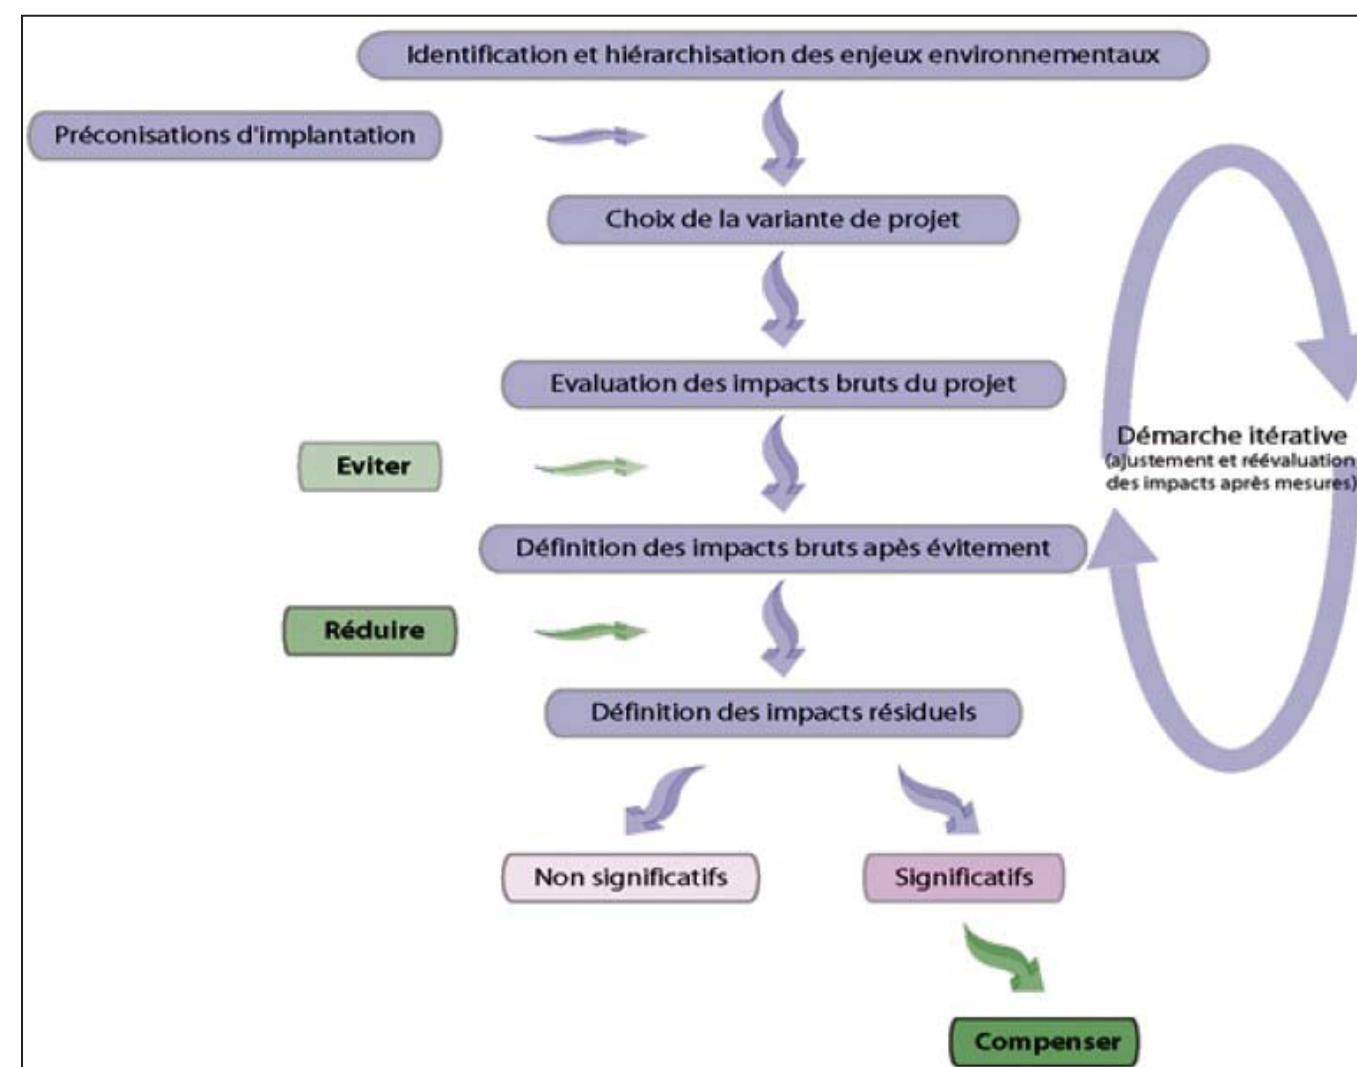 Identification et hiérarchisation des enjeux environnementaux
Préconisations d'implantation
Choix de la variante de projet
Evaluation des impacts bruts du projet
Démarche itérative
(ajustement et réévaluation
des impacts après mesures)
Eviter
Définition des impacts bruts apès évitement
Réduire
Définition des impacts résiduels
Non significatifs
Significatifs
Compenser